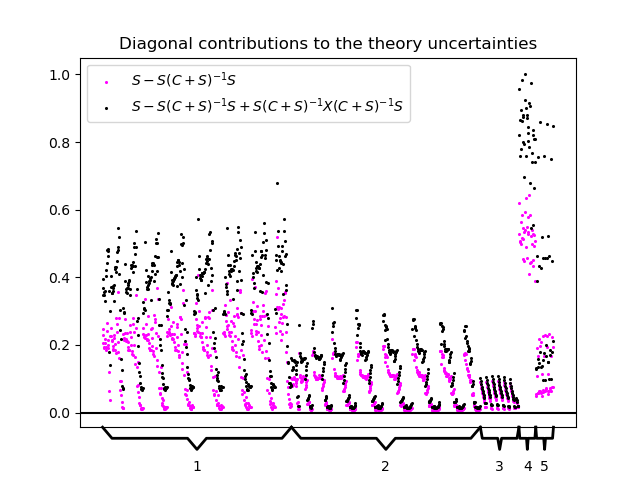 Diagonal contributions to the theory uncertainties
S − S(C + S)⁻¹S
S − S(C + S)⁻¹S + S(C + S)⁻¹X(C + S)⁻¹S
1.0
0.8
0.6
0.4
0.2
0.0
1 2 3 4 5